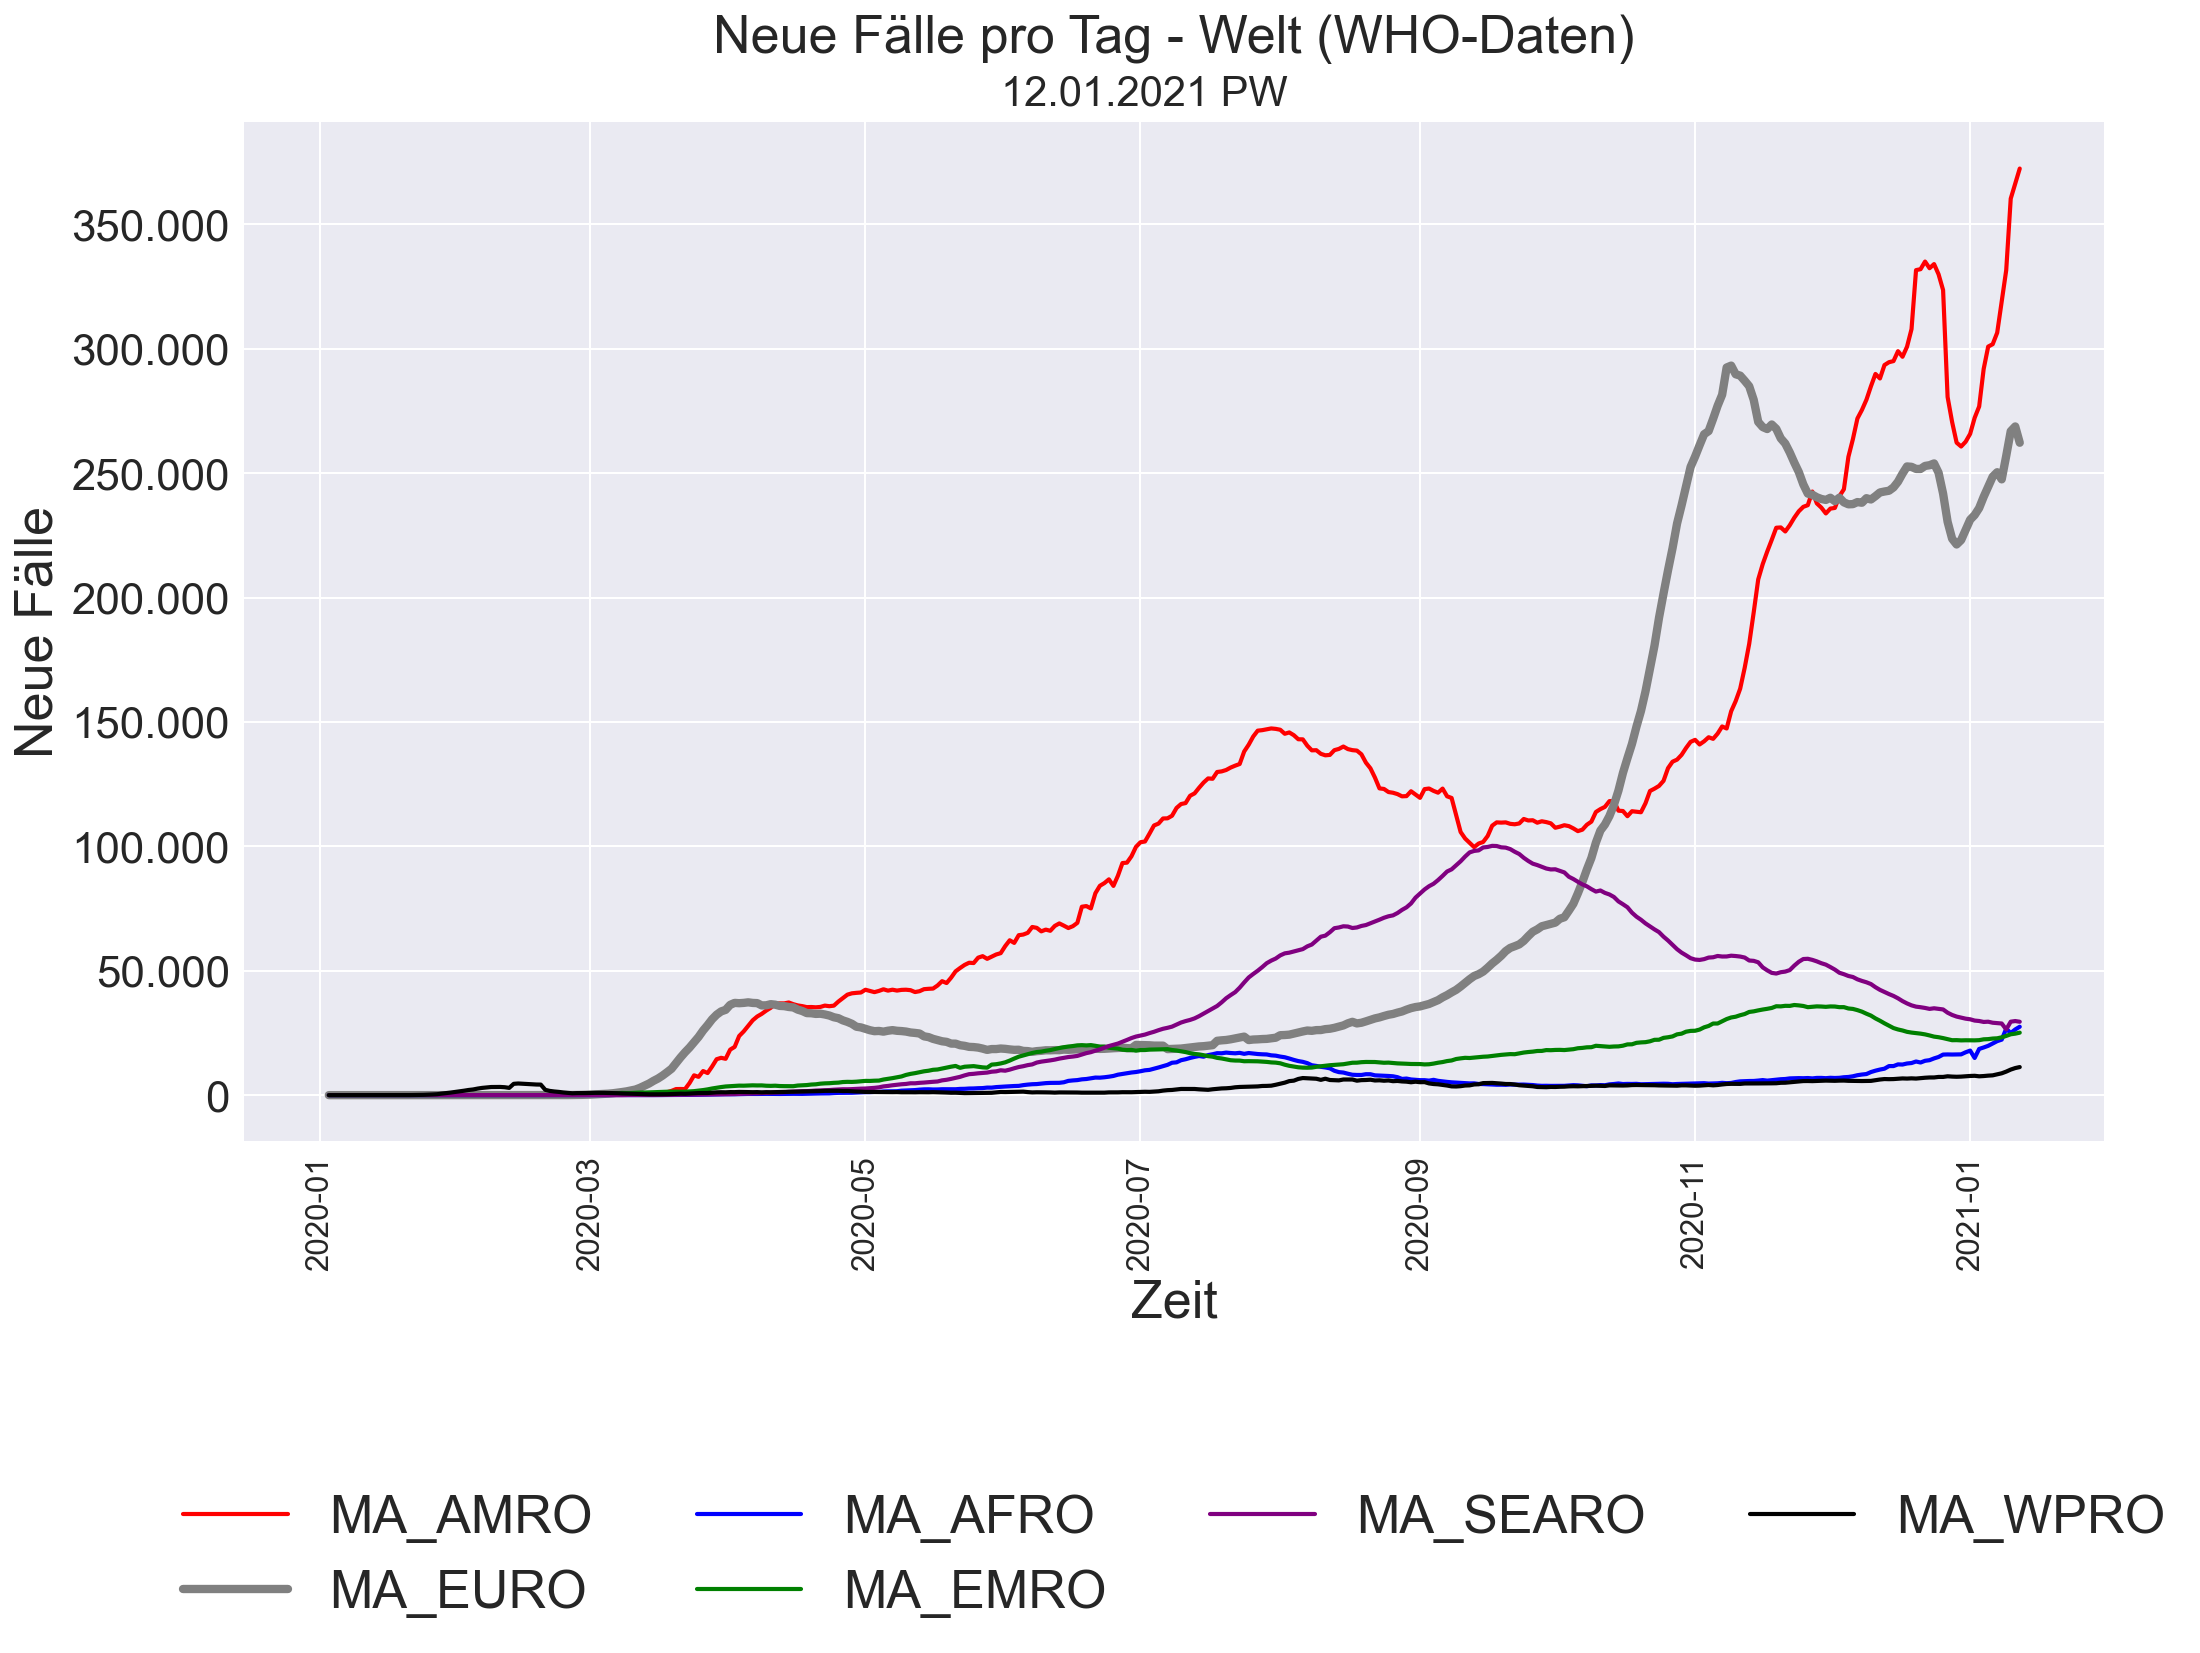 Neue Fälle pro Tag - Welt (WHO-Daten)
12.01.2021 PW
Neue Fälle
350.000
300.000
250.000
200.000
150.000
100.000
50.000
0
2020-01
2020-03
2020-05
2020-07
2020-09
2020-11
2021-01
Zeit
MA_AMRO
MA_AFRO
MA_SEARO
MA_WPRO
MA_EURO
MA_EMRO